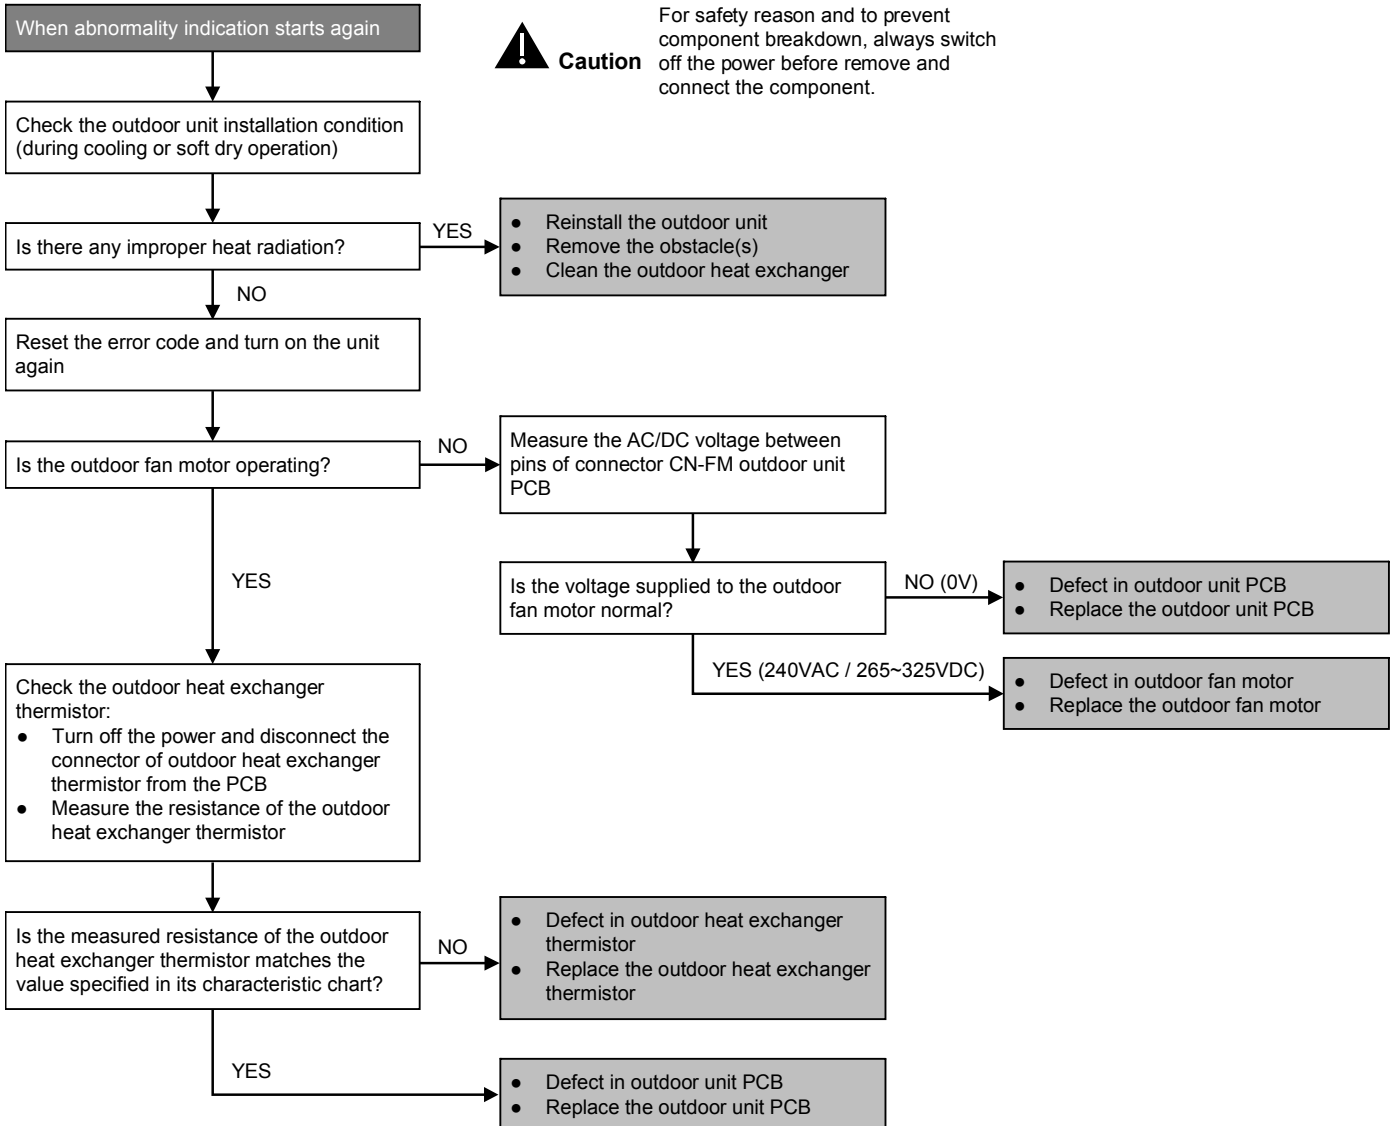 When abnormality indication starts again
Caution
For safety reason and to prevent
component breakdown, always switch
off the power before remove and
connect the component.
Check the outdoor unit installation condition
(during cooling or soft dry operation)
Is there any improper heat radiation?
YES
● Reinstall the outdoor unit
● Remove the obstacle(s)
● Clean the outdoor heat exchanger
NO
Reset the error code and turn on the unit
again
Is the outdoor fan motor operating?
NO
Measure the AC/DC voltage between
pins of connector CN-FM outdoor unit
PCB
YES
Is the voltage supplied to the outdoor
fan motor normal?
NO (0V)
● Defect in outdoor unit PCB
● Replace the outdoor unit PCB
YES (240VAC / 265~325VDC)
● Defect in outdoor fan motor
● Replace the outdoor fan motor
Check the outdoor heat exchanger
thermistor:
● Turn off the power and disconnect the
connector of outdoor heat exchanger
thermistor from the PCB
● Measure the resistance of the outdoor
heat exchanger thermistor
Is the measured resistance of the outdoor
heat exchanger thermistor matches the
value specified in its characteristic chart?
NO
● Defect in outdoor heat exchanger
thermistor
● Replace the outdoor heat exchanger
thermistor
YES
● Defect in outdoor unit PCB
● Replace the outdoor unit PCB